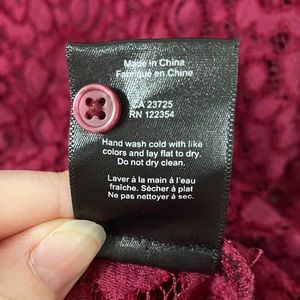 Made in China
Fabriqué en Chine
CA 23725
RN 122354
Hand wash cold with like
colors and lay flat to dry.
Do not dry clean.
Laver à la main à l'eau
fraîche. Sècher à plat
Ne pas nettoyer à sec.